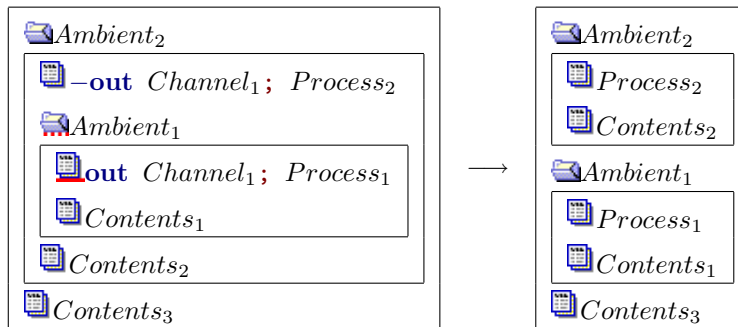 Ambient₂
−out Channel₁; Process₂
Ambient₁
out Channel₁; Process₁
Contents₁
Contents₂
Contents₃
⟶
Ambient₂
Process₂
Contents₂
Ambient₁
Process₁
Contents₁
Contents₃